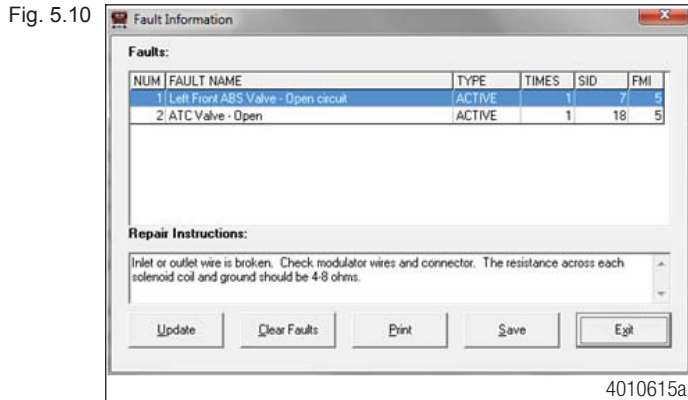 Fig. 5.10
Fault Information
Faults:
NUM FAULT NAME TYPE TIMES SID FMI
1 Left Front ABS Valve - Open circuit ACTIVE 1 7 5
2 ATC Valve - Open ACTIVE 1 18 5
Repair Instructions:
Inlet or outlet wire is broken. Check modulator wires and connector. The resistance across each
solenoid coil and ground should be 4-8 ohms.
Update Clear Faults Print Save Exit
4010615a